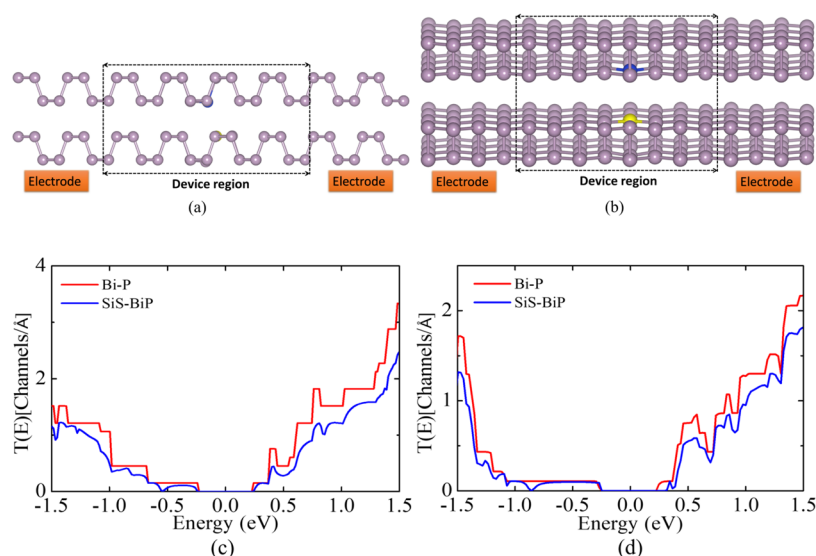 Electrode
Device region
Electrode
(a)
Electrode
Device region
Electrode
(b)
T(E)[Channels/Å]
4
2
0
Bi-P
SiS-BiP
-1.5 -1.0 -0.5 0.0 0.5 1.0 1.5
Energy (eV)
(c)
T(E)[Channels/Å]
2
1
0
Bi-P
SiS-BiP
-1.5 -1.0 -0.5 0.0 0.5 1.0 1.5
Energy (eV)
(d)